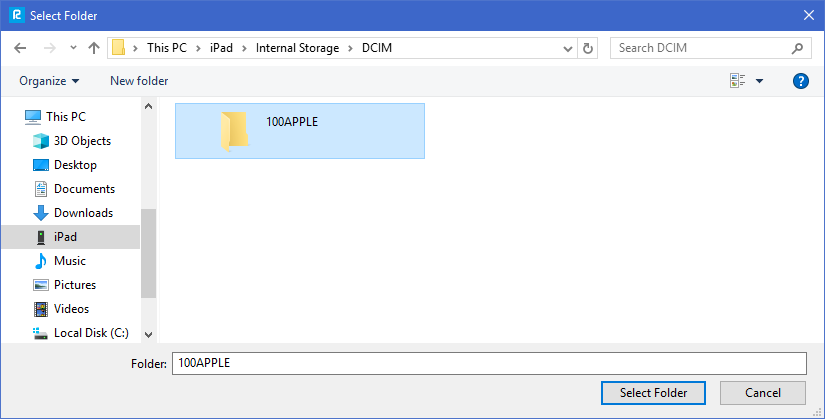 Select Folder
This PC > iPad > Internal Storage > DCIM
Search DCIM
Organize
New folder
This PC
3D Objects
Desktop
Documents
Downloads
iPad
Music
Pictures
Videos
Local Disk (C:)
100APPLE
Folder: 100APPLE
Select Folder
Cancel